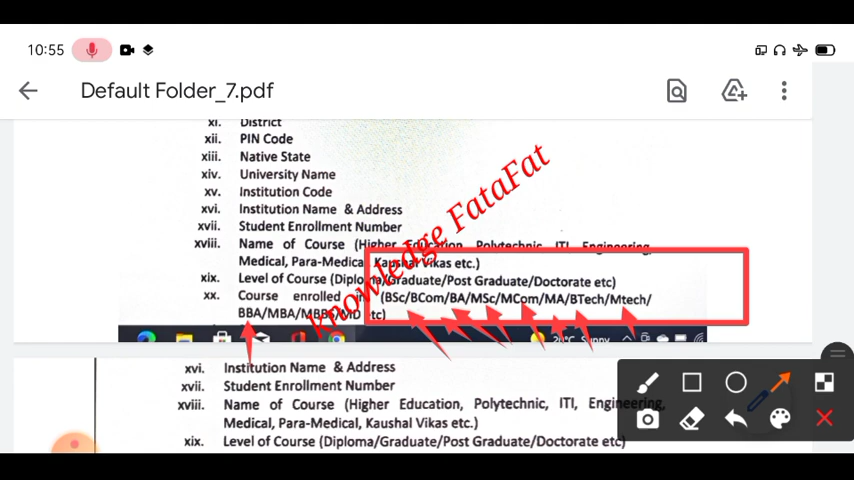 10:55
Default Folder_7.pdf
xi. District
xii. PIN Code
xiii. Native State
xiv. University Name
xv. Institution Code
xvi. Institution Name & Address
xvii. Student Enrollment Number
xviii. Name of Course (Higher Education, Polytechnic, ITI, Engineering,
Medical, Para-Medical, Kaushal Vikas etc.)
xix. Level of Course (Diploma/Graduate/Post Graduate/Doctorate etc)
xx. Course enrolled in (BSc/BCom/BA/MSc/MCom/MA/BTech/Mtech/
BBA/MBA/MBBS/MD etc)
Knowledge FataFat
20°C Sunny
xvi. Institution Name & Address
xvii. Student Enrollment Number
xviii. Name of Course (Higher Education, Polytechnic, ITI, Engineering,
Medical, Para-Medical, Kaushal Vikas etc.)
xix. Level of Course (Diploma/Graduate/Post Graduate/Doctorate etc)